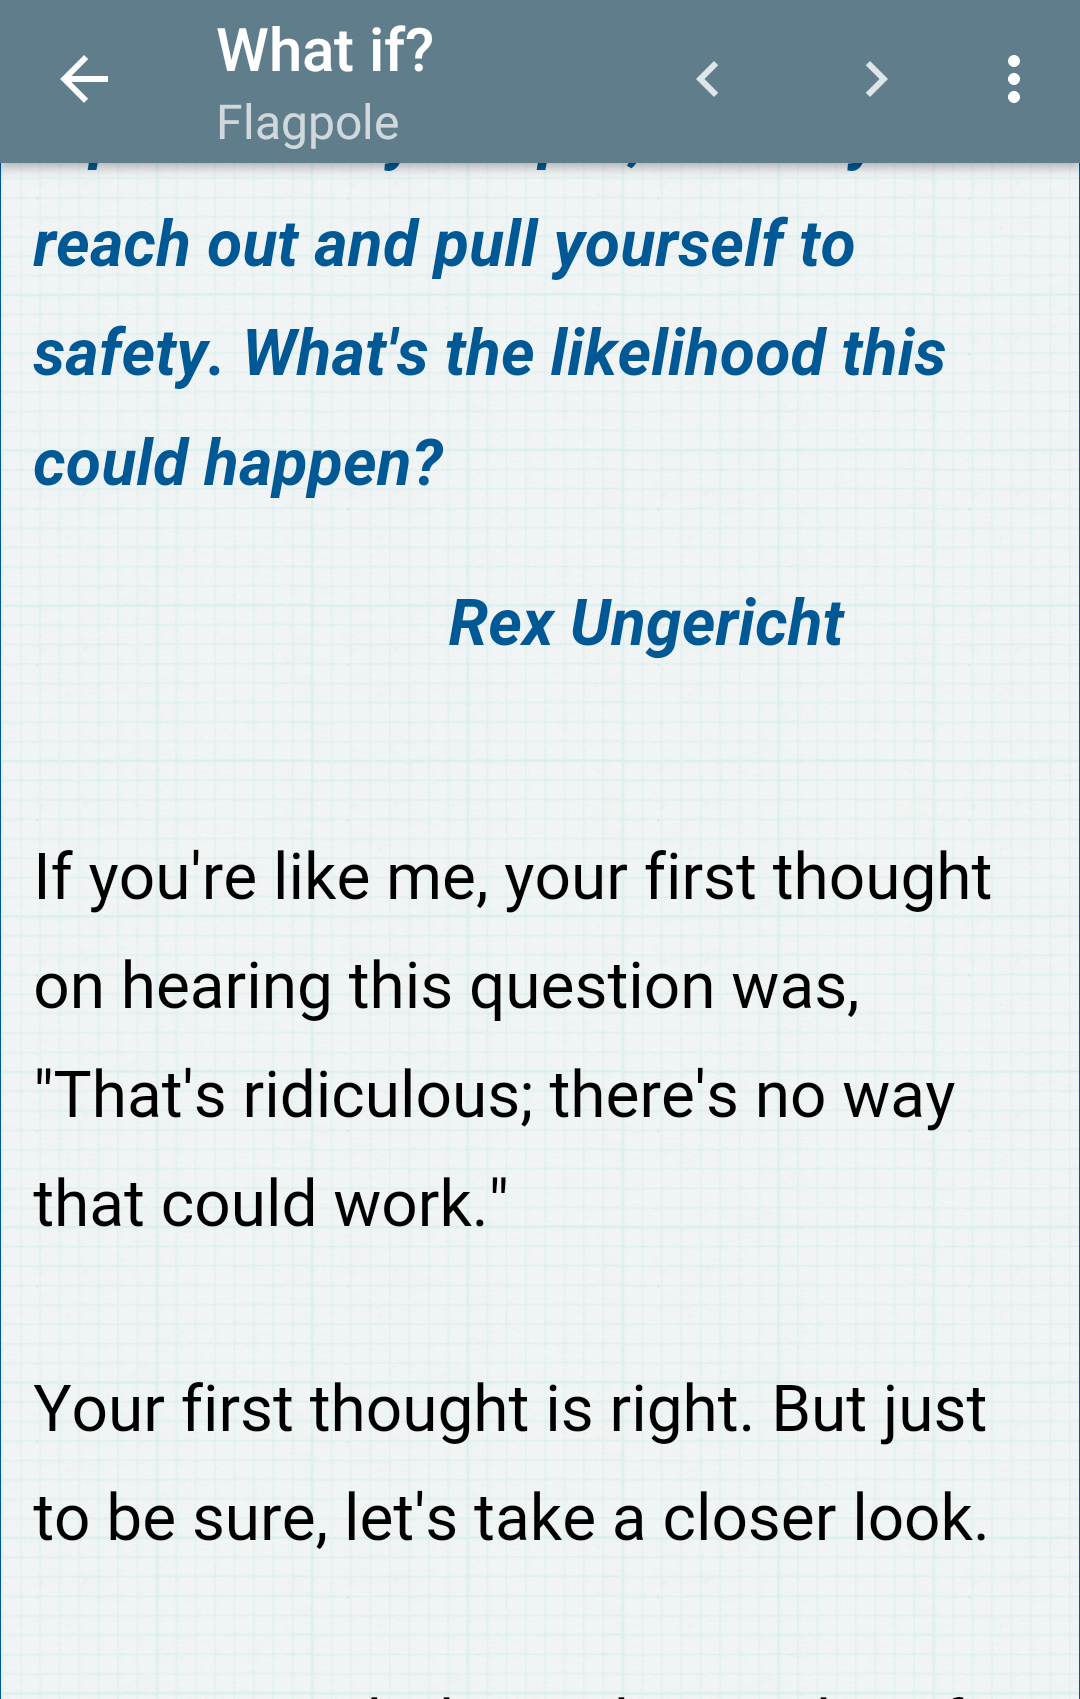 What if?
Flagpole
reach out and pull yourself to
safety. What's the likelihood this
could happen?
Rex Ungericht
If you're like me, your first thought
on hearing this question was,
"That's ridiculous; there's no way
that could work."
Your first thought is right. But just
to be sure, let's take a closer look.